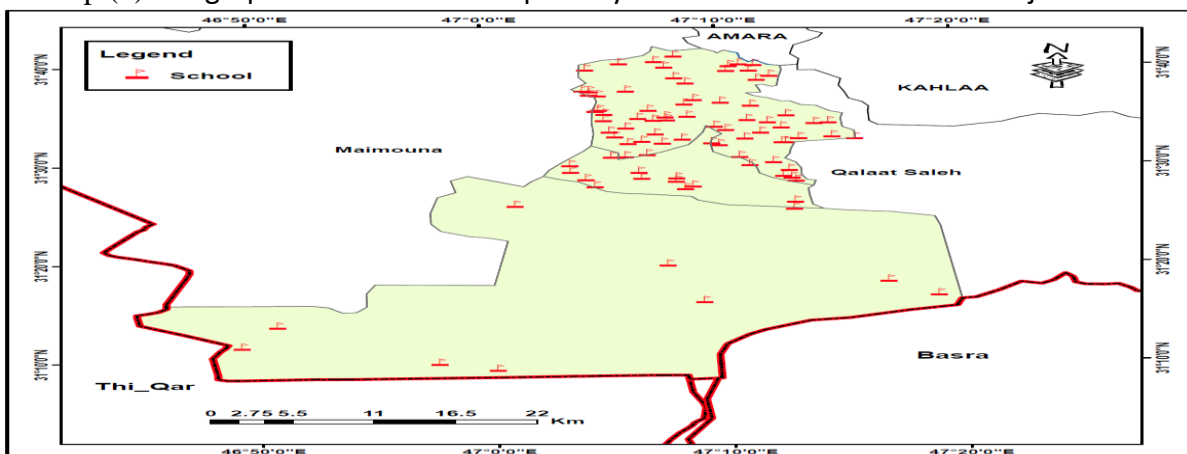 46°50'0"E 47°0'0"E 47°10'0"E 47°20'0"E
Legend
School
AMARA
N
KAHLAA
Maimouna
Qalaat Saleh
31°40'0"N 31°40'0"N
31°30'0"N 31°30'0"N
31°20'0"N 31°20'0"N
31°10'0"N 31°10'0"N
Basra
Thi_Qar
0 2.75 5.5 11 16.5 22
Km
46°50'0"E 47°0'0"E 47°10'0"E 47°20'0"E